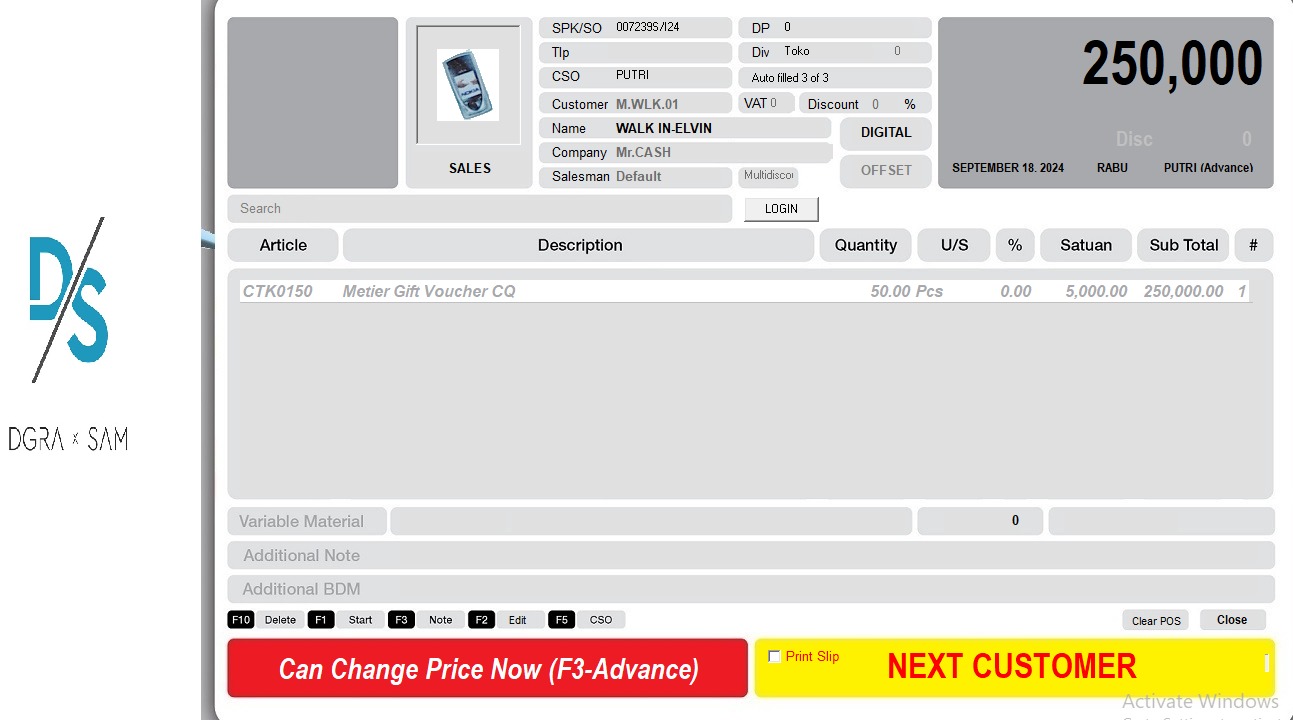 D/S
DGRA x SAM
NOKIA
SALES
SPK/SO 007239S/I24
Tlp
CSO PUTRI
Customer M.WLK.01
Name WALK IN-ELVIN
Company Mr.CASH
Salesman Default
DP 0
Div Toko 0
Auto filled 3 of 3
VAT 0 Discount 0 %
DIGITAL
OFFSET
Multidiscou
250,000
Disc 0
SEPTEMBER 18. 2024 RABU PUTRI (Advance)
Search LOGIN
Article Description Quantity U/S % Satuan Sub Total #
CTK0150 Metier Gift Voucher CQ 50.00 Pcs 0.00 5,000.00 250,000.00 1
Variable Material 0
Additional Note
Additional BDM
F10 Delete F1 Start F3 Note F2 Edit F5 CSO Clear POS Close
Can Change Price Now (F3-Advance)
Print Slip NEXT CUSTOMER
Activate Windows